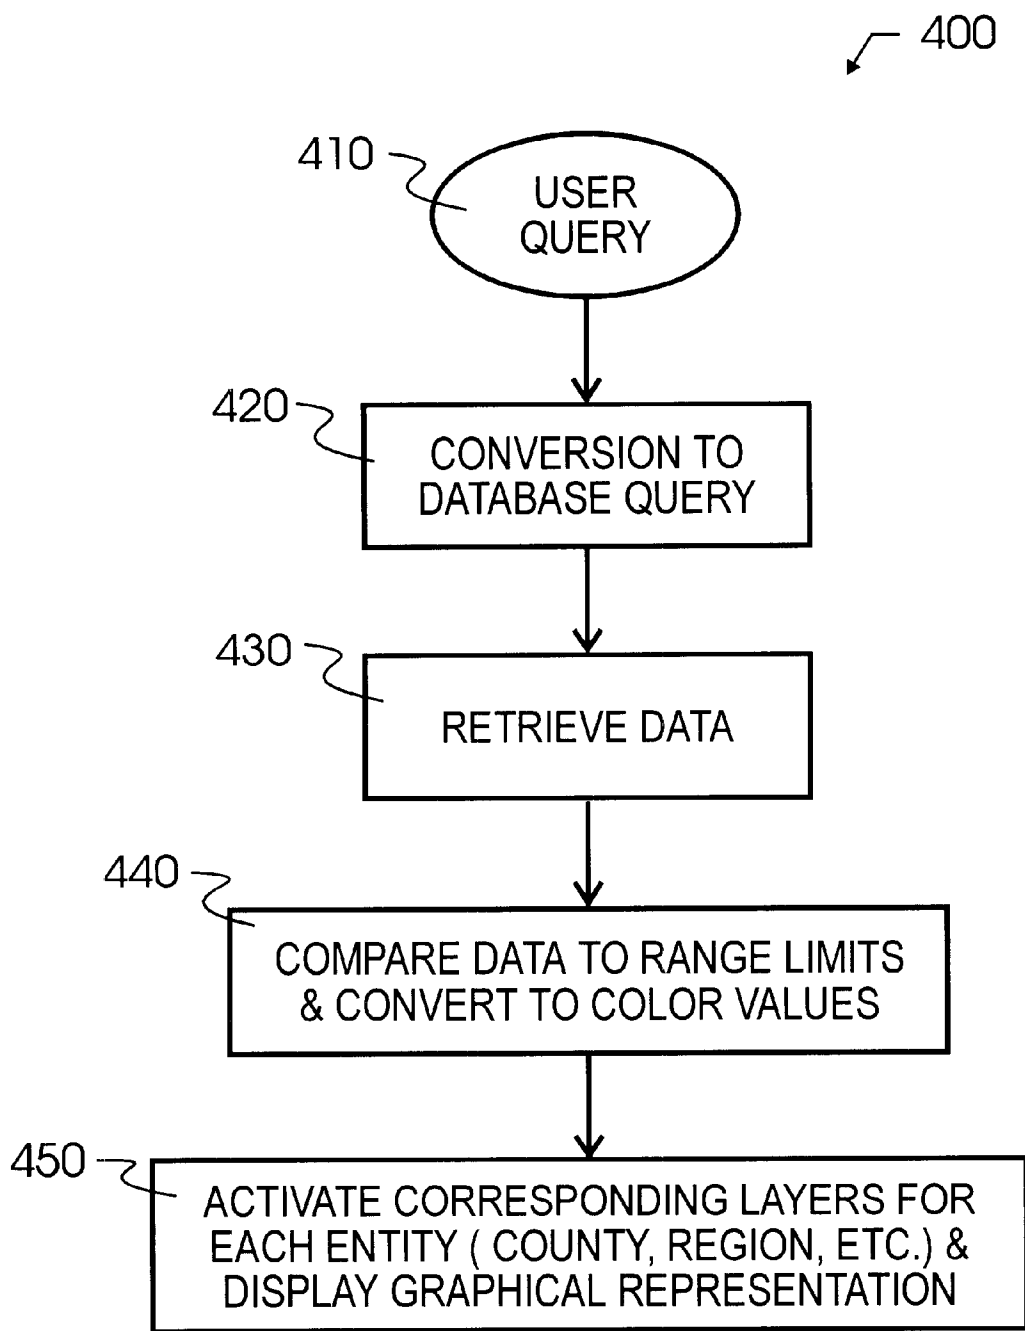 400
410
USER
QUERY
420
CONVERSION TO
DATABASE QUERY
430
RETRIEVE DATA
440
COMPARE DATA TO RANGE LIMITS
& CONVERT TO COLOR VALUES
450
ACTIVATE CORRESPONDING LAYERS FOR
EACH ENTITY ( COUNTY, REGION, ETC.) &
DISPLAY GRAPHICAL REPRESENTATION